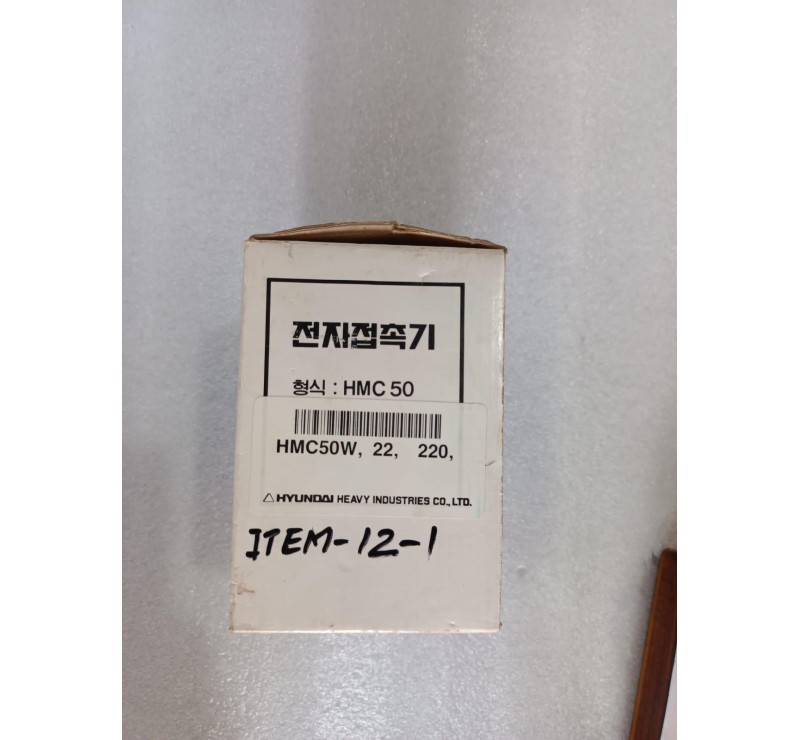 전자접촉기
형식 : HMC 50
HMC50W, 22, 220,
HYUNDAI HEAVY INDUSTRIES CO., LTD.
ITEM-12-1